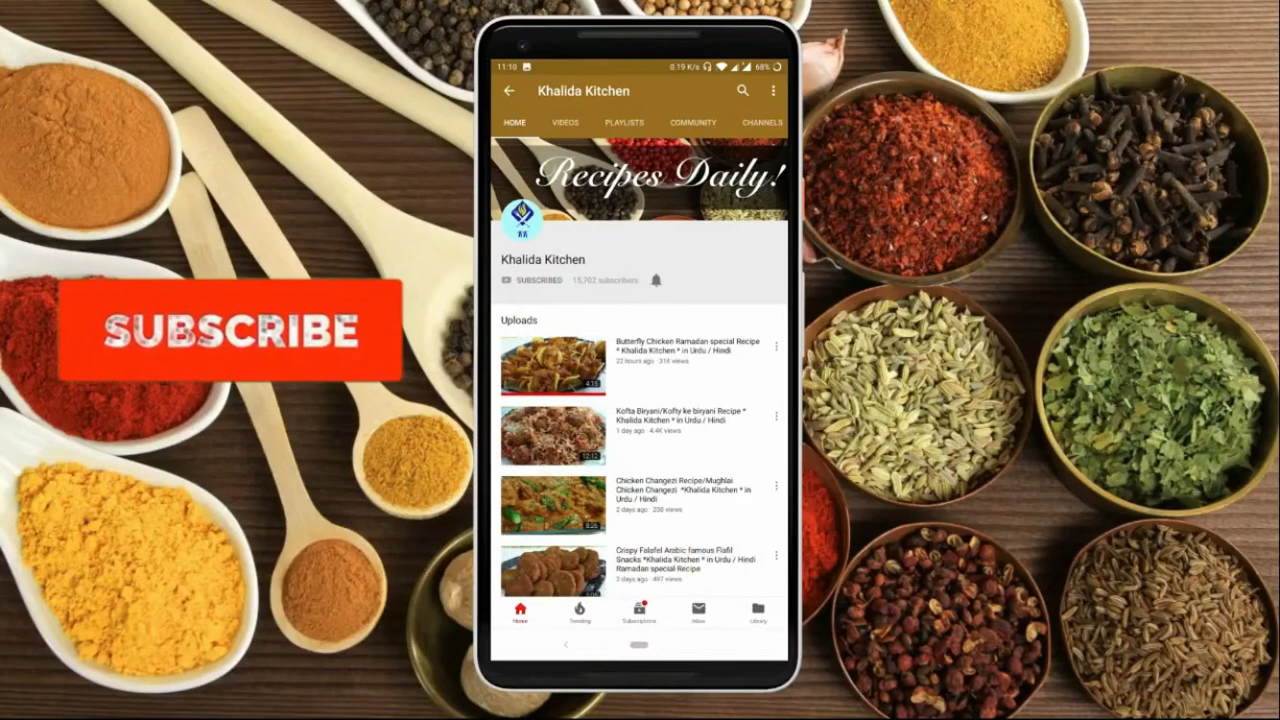 SUBSCRIBE
11:10
0.19 K/s
68%
Khalida Kitchen
HOME
VIDEOS
PLAYLISTS
COMMUNITY
CHANNELS
Recipes Daily!
Khalida Kitchen
SUBSCRIBED
15,702 subscribers
Uploads
Butterfly Chicken Ramadan special Recipe
* Khalida Kitchen * in Urdu / Hindi
22 hours ago · 318 views
4:15
Kofta Biryani/Kofty ke biryani Recipe *
Khalida Kitchen * in Urdu / Hindi
1 day ago · 4.4K views
12:12
Chicken Changezi Recipe/Mughlai
Chicken Changezi *Khalida Kitchen * in
Urdu / Hindi
2 days ago · 238 views
8:26
Crispy Falafel Arabic famous Flafil
Snacks *Khalida Kitchen * in Urdu / Hindi
Ramadan special Recipe
3 days ago · 497 views
Home
Trending
Subscriptions
Inbox
Library